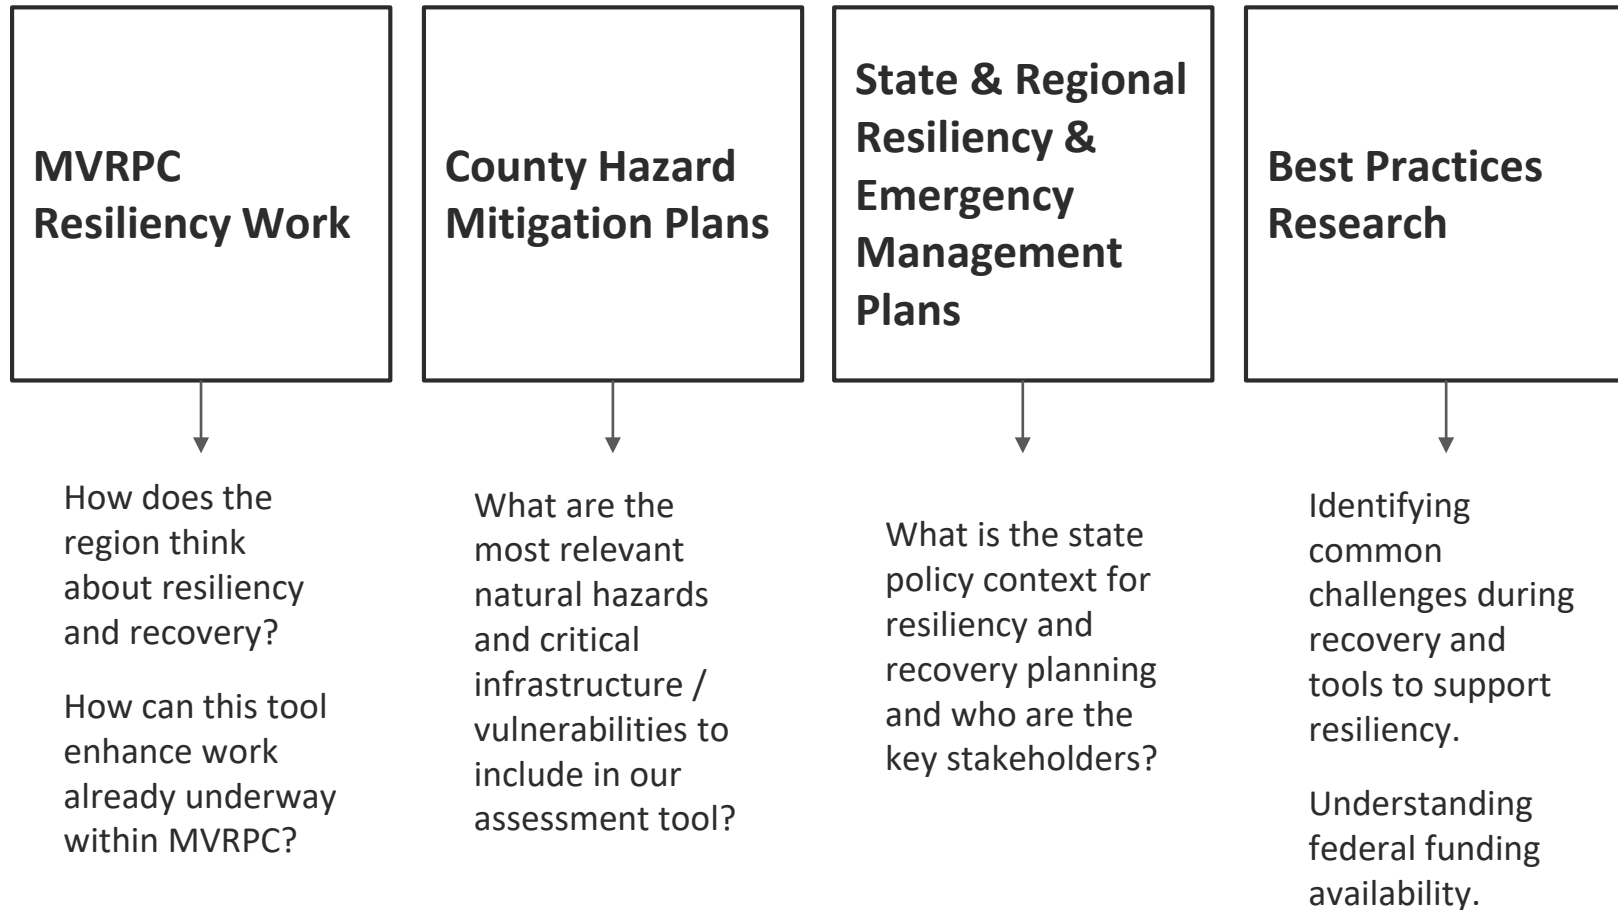 MVRPC
Resiliency Work
County Hazard
Mitigation Plans
State & Regional
Resiliency &
Emergency
Management
Plans
Best Practices
Research
How does the
region think
about resiliency
and recovery?
How can this tool
enhance work
already underway
within MVRPC?
What are the
most relevant
natural hazards
and critical
infrastructure /
vulnerabilities to
include in our
assessment tool?
What is the state
policy context for
resiliency and
recovery planning
and who are the
key stakeholders?
Identifying
common
challenges during
recovery and
tools to support
resiliency.
Understanding
federal funding
availability.